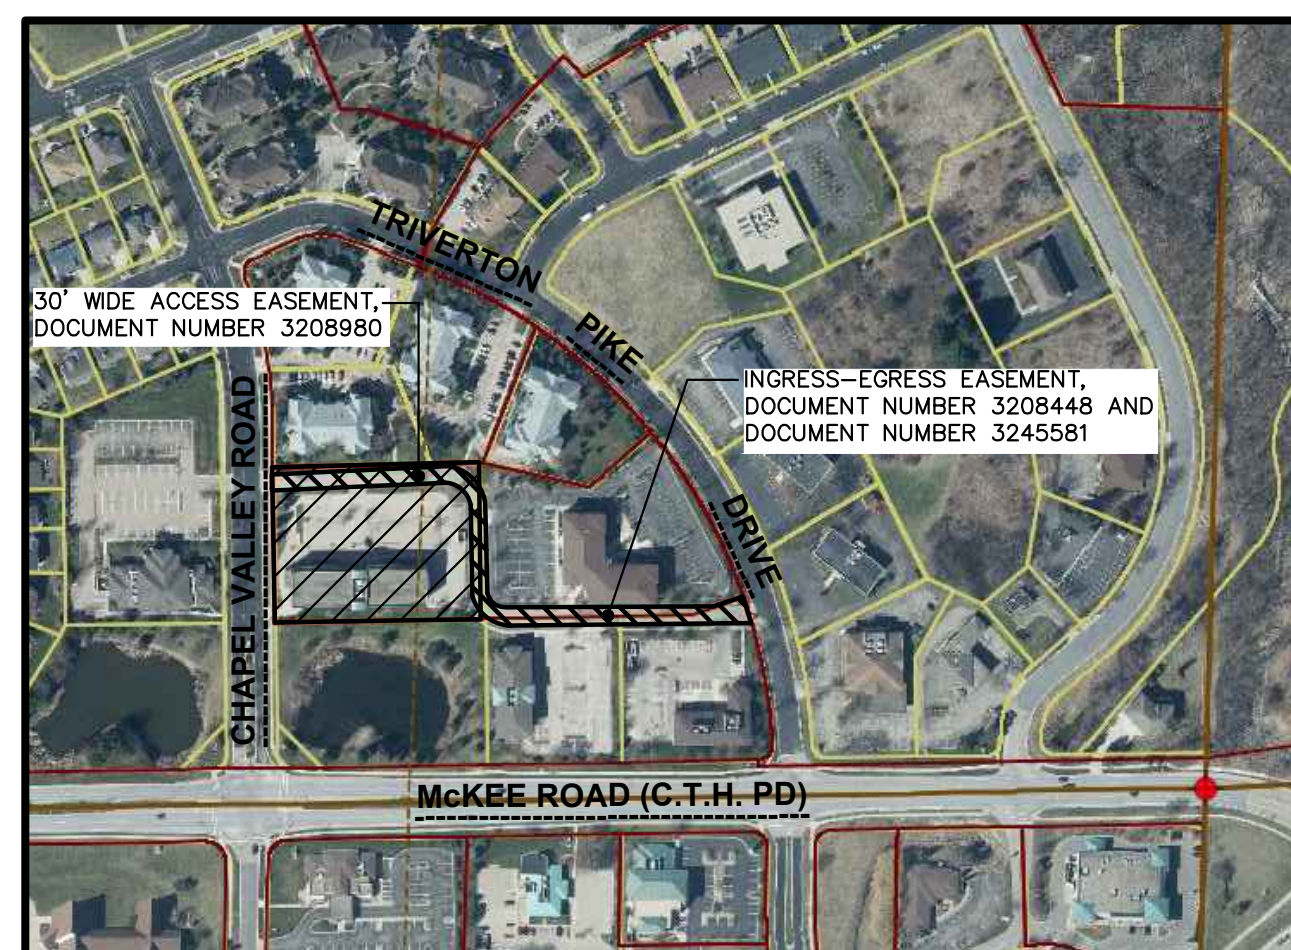 TRIVERTON
PIKE
DRIVE
30' WIDE ACCESS EASEMENT,
DOCUMENT NUMBER 3208980
INGRESS–EGRESS EASEMENT,
DOCUMENT NUMBER 3208448 AND
DOCUMENT NUMBER 3245581
CHAPEL VALLEY ROAD
McKEE ROAD (C.T.H. PD)